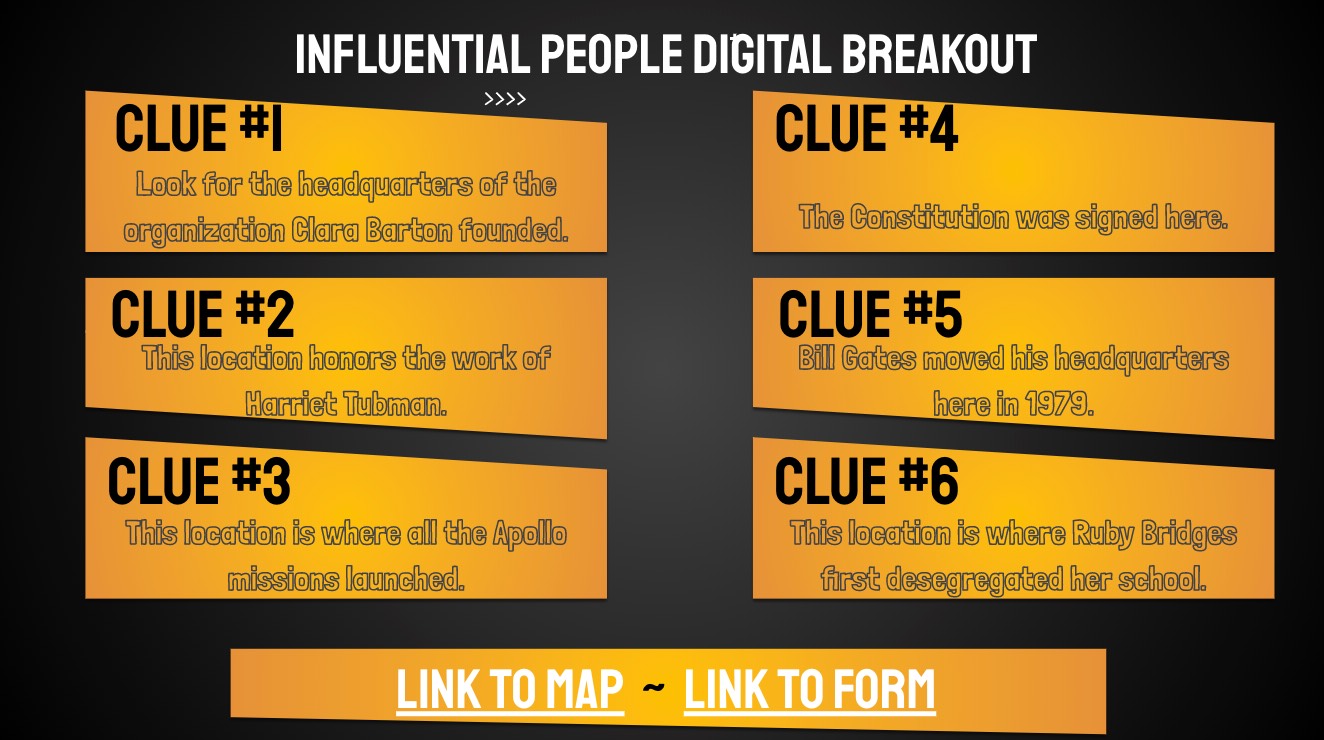 INFLUENTIAL PEOPLE DIGITAL BREAKOUT
>>>>
CLUE #1
Look for the headquarters of the
organization Clara Barton founded.
CLUE #2
This location honors the work of
Harriet Tubman.
CLUE #3
This location is where all the Apollo
missions launched.
CLUE #4
The Constitution was signed here.
CLUE #5
Bill Gates moved his headquarters
here in 1979.
CLUE #6
This location is where Ruby Bridges
first desegregated her school.
LINK TO MAP ~ LINK TO FORM